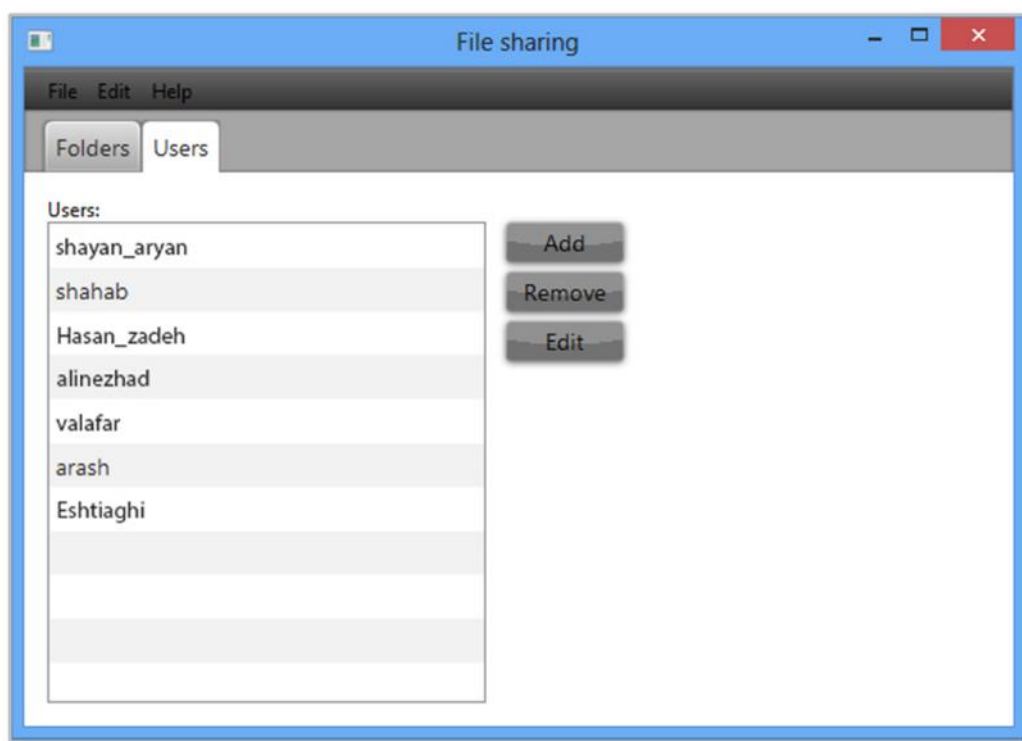 File sharing
File Edit Help
Folders Users
Users:
shayan_aryan
Add
shahab
Remove
Hasan_zadeh
Edit
alinezhad
valafar
arash
Eshtiaghi